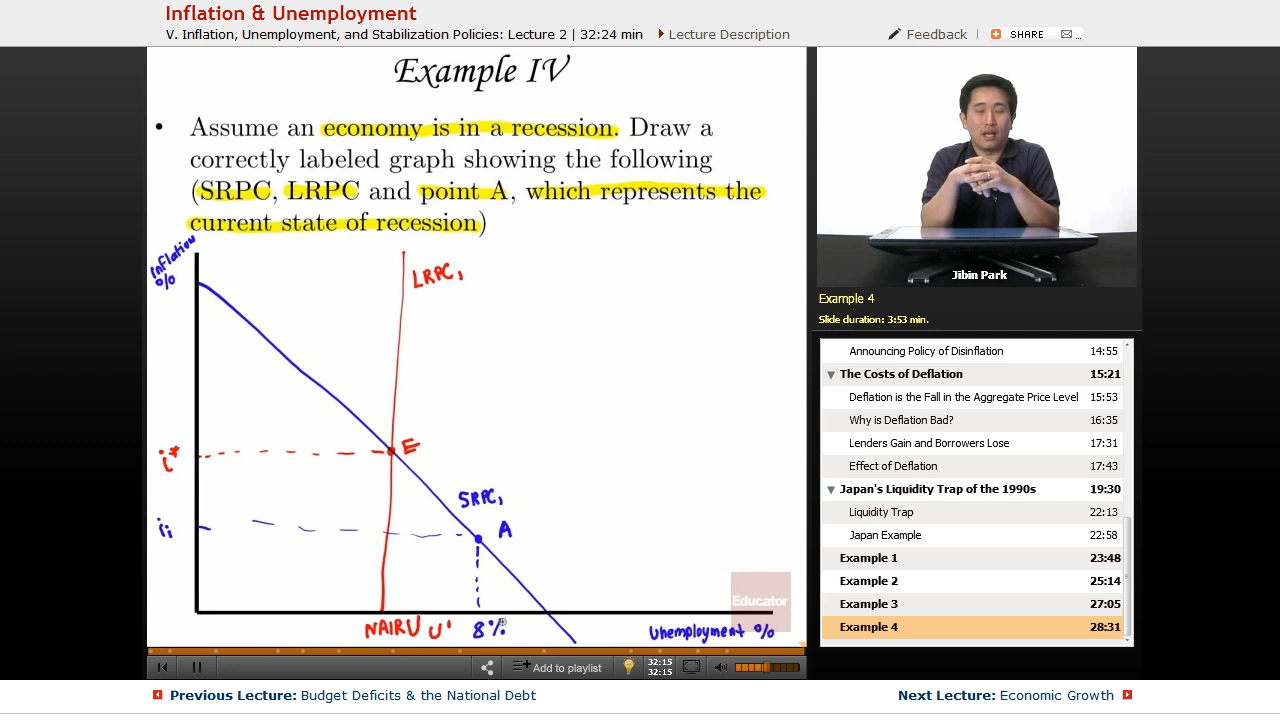 Inflation & Unemployment
V. Inflation, Unemployment, and Stabilization Policies: Lecture 2 | 32:24 min
Lecture Description
Feedback
SHARE
Example IV
• Assume an economy is in a recession. Draw a
correctly labeled graph showing the following
(SRPC, LRPC and point A, which represents the
current state of recession)
Inflation
%
LRPC₁
i*
E
SRPC₁
i₁
A
NAIRU U'
8%
Unemployment %
Educator
Jibin Park
Example 4
Slide duration: 3:53 min.
Announcing Policy of Disinflation 14:55
The Costs of Deflation 15:21
Deflation is the Fall in the Aggregate Price Level 15:53
Why is Deflation Bad? 16:35
Lenders Gain and Borrowers Lose 17:31
Effect of Deflation 17:43
Japan's Liquidity Trap of the 1990s 19:30
Liquidity Trap 22:13
Japan Example 22:58
Example 1 23:48
Example 2 25:14
Example 3 27:05
Example 4 28:31
Add to playlist
32:15
32:15
Previous Lecture: Budget Deficits & the National Debt
Next Lecture: Economic Growth